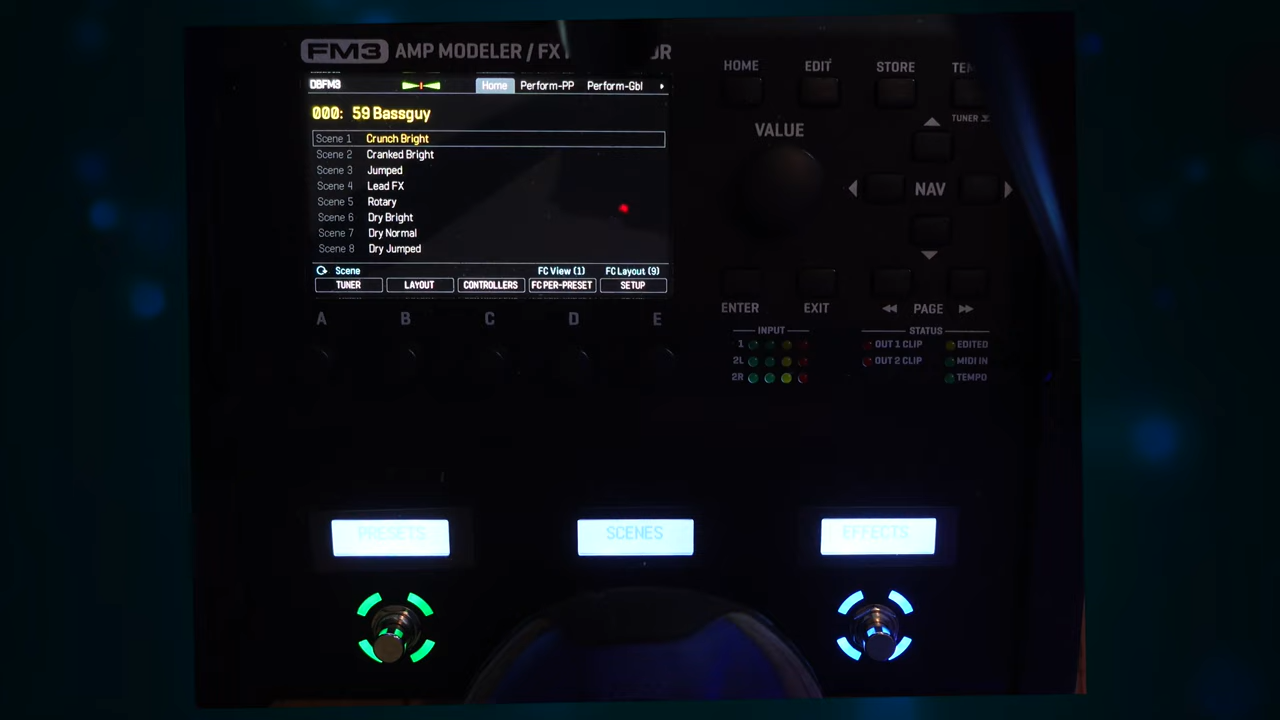 FM3 AMP MODELER / FX OR
DBFM3 Home Perform-PP Perform-Gbl
000: 59 Bassguy
Scene 1 Crunch Bright
Scene 2 Cranked Bright
Scene 3 Jumped
Scene 4 Lead FX
Scene 5 Rotary
Scene 6 Dry Bright
Scene 7 Dry Normal
Scene 8 Dry Jumped
Scene FC View (1) FC Layout (9)
TUNER LAYOUT CONTROLLERS FC PER-PRESET SETUP
A B C D E
HOME EDIT STORE TEM
TUNER
VALUE
NAV
ENTER EXIT PAGE
INPUT STATUS
1 OUT 1 CLIP EDITED
2L OUT 2 CLIP MIDI IN
2R TEMPO
PRESETS SCENES EFFECTS